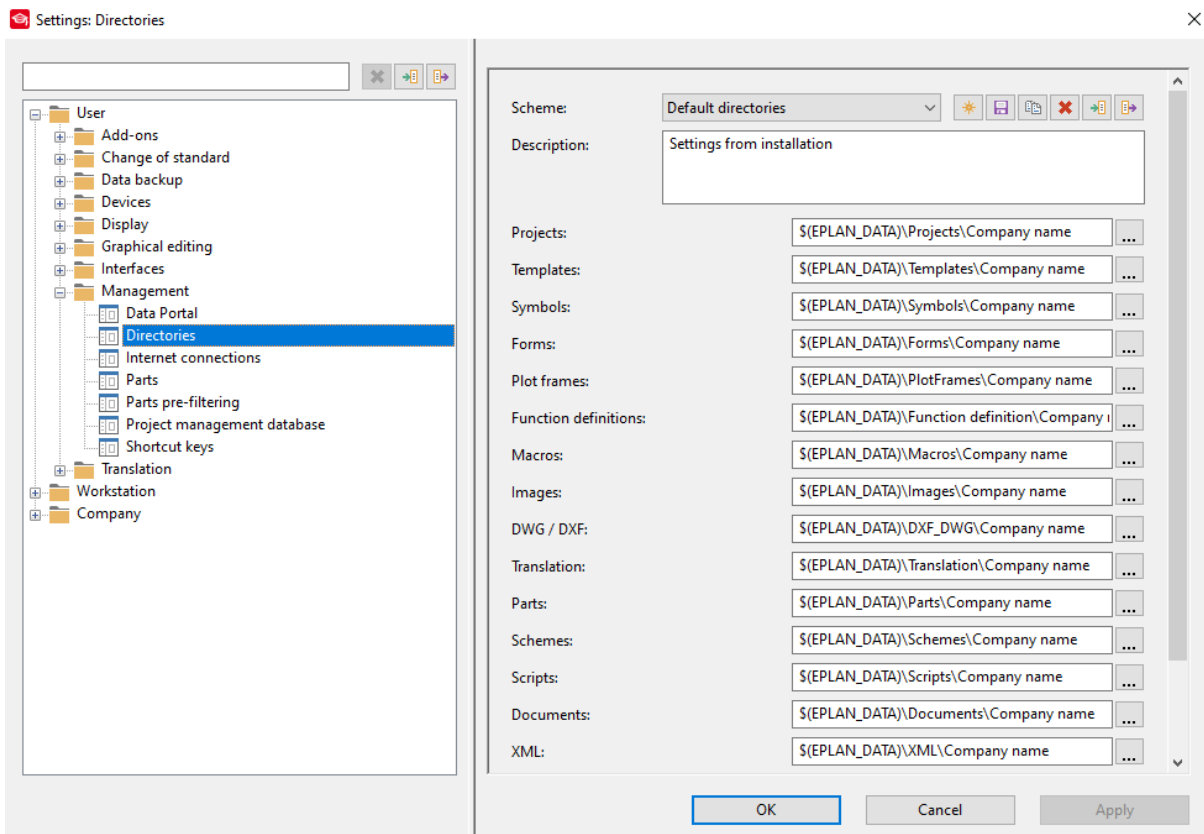 Settings: Directories
User
Add-ons
Change of standard
Data backup
Devices
Display
Graphical editing
Interfaces
Management
Data Portal
Directories
Internet connections
Parts
Parts pre-filtering
Project management database
Shortcut keys
Translation
Workstation
Company
Scheme: Default directories
Description: Settings from installation
Projects: $(EPLAN_DATA)\Projects\Company name ...
Templates: $(EPLAN_DATA)\Templates\Company name ...
Symbols: $(EPLAN_DATA)\Symbols\Company name ...
Forms: $(EPLAN_DATA)\Forms\Company name ...
Plot frames: $(EPLAN_DATA)\PlotFrames\Company name ...
Function definitions: $(EPLAN_DATA)\Function definition\Company ...
Macros: $(EPLAN_DATA)\Macros\Company name ...
Images: $(EPLAN_DATA)\Images\Company name ...
DWG / DXF: $(EPLAN_DATA)\DXF_DWG\Company name ...
Translation: $(EPLAN_DATA)\Translation\Company name ...
Parts: $(EPLAN_DATA)\Parts\Company name ...
Schemes: $(EPLAN_DATA)\Schemes\Company name ...
Scripts: $(EPLAN_DATA)\Scripts\Company name ...
Documents: $(EPLAN_DATA)\Documents\Company name ...
XML: $(EPLAN_DATA)\XML\Company name ...
OK Cancel Apply